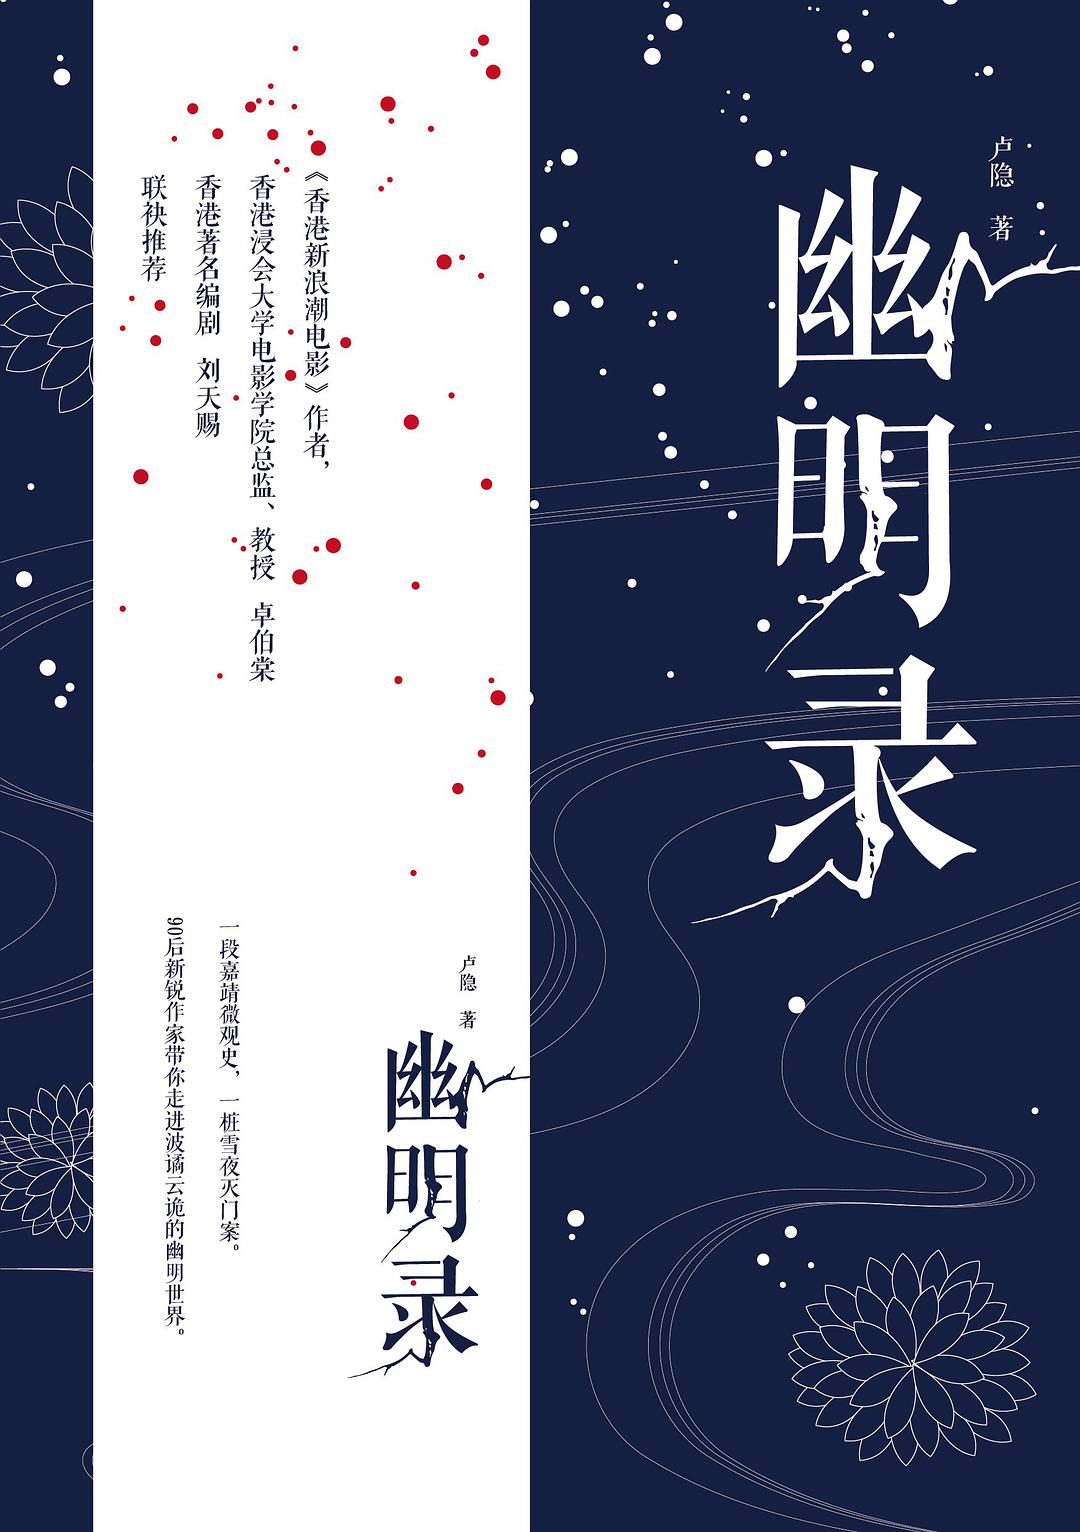 卢隐 著
幽明录
《香港新浪潮电影》作者，
香港浸会大学电影学院总监、教授 卓伯棠
香港著名编剧 刘天赐
联袂推荐
卢隐 著
幽明录
一段嘉靖微观史，一桩雪夜灭门案。
90后新锐作家带你走进波谲云诡的幽明世界。